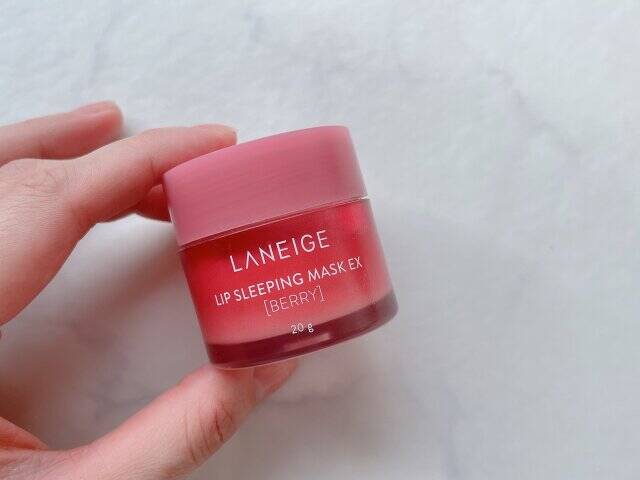 LANEIGE
LIP SLEEPING MASK EX
[BERRY]
20 g